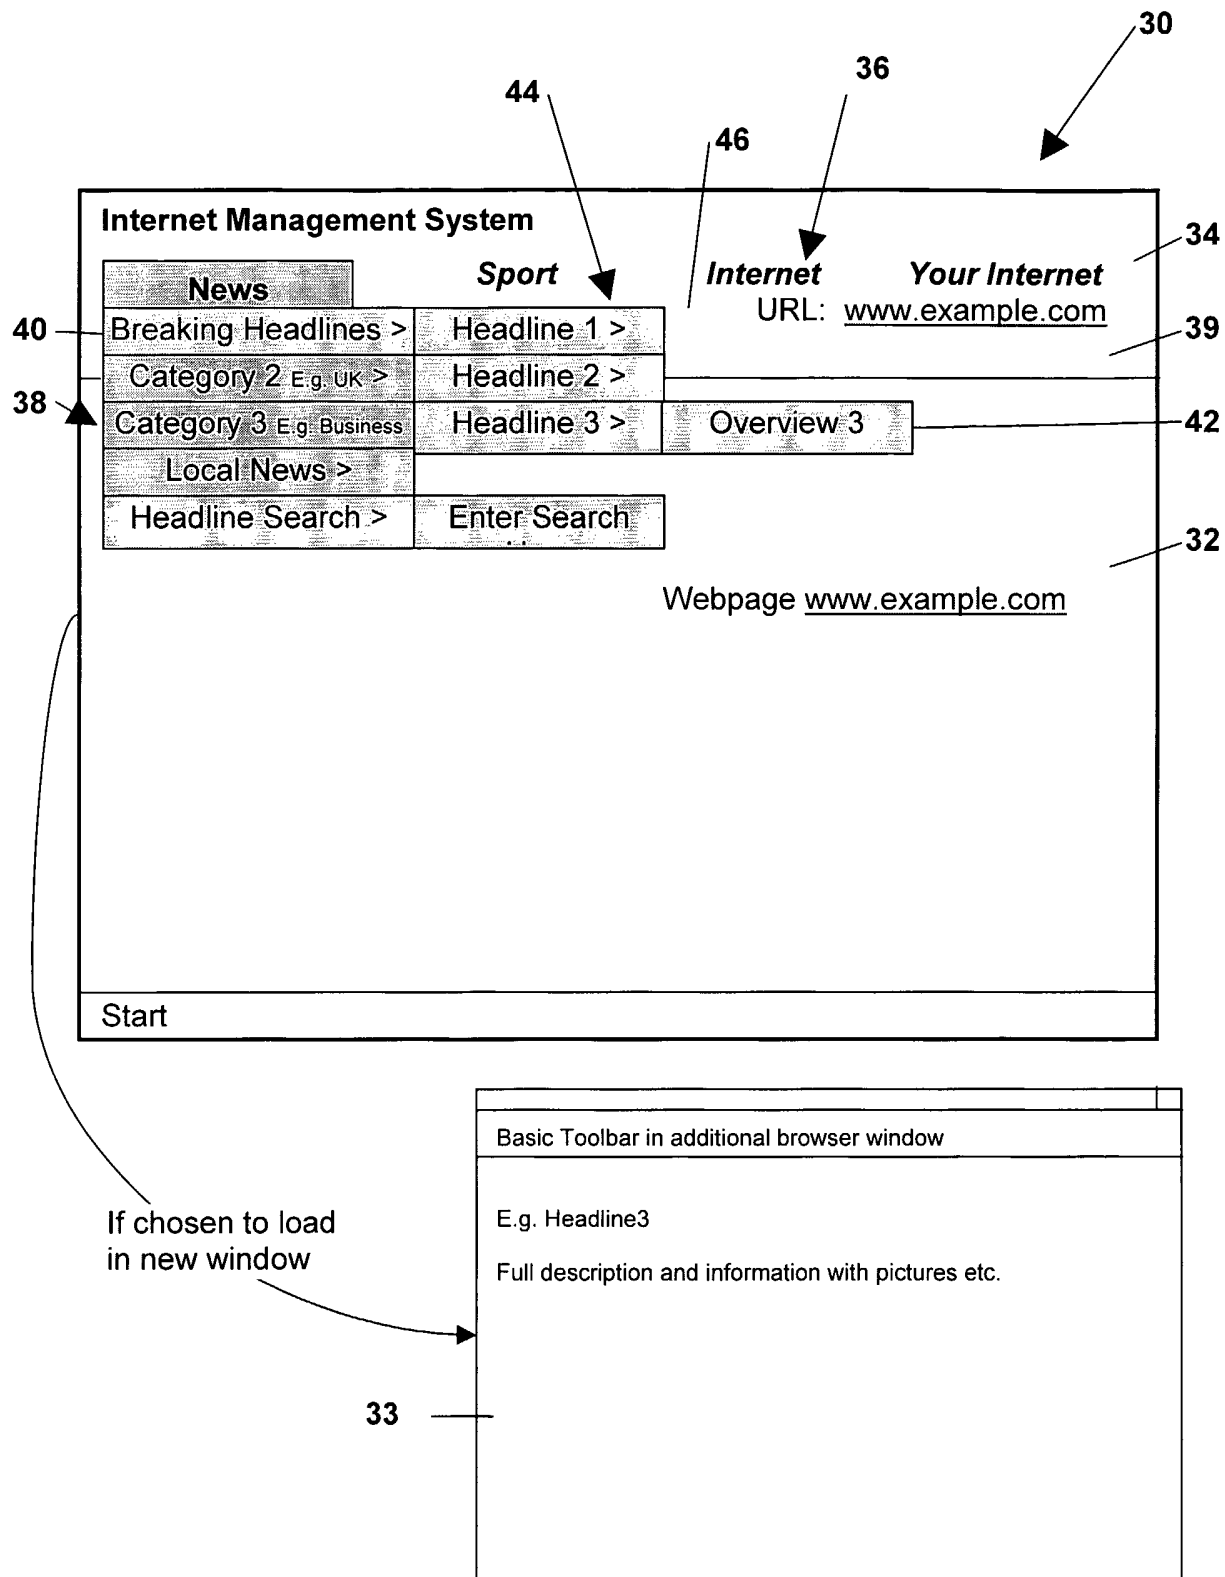 30
36
44
46
Internet Management System
34
News Sport Internet Your Internet
URL: www.example.com
40 Breaking Headlines > Headline 1 >
39
Category 2 E.g. UK > Headline 2 >
38 Category 3 E.g. Business Headline 3 > Overview 3 42
Local News >
Headline Search > Enter Search
32
Webpage www.example.com
Start
Basic Toolbar in additional browser window
If chosen to load
in new window
E.g. Headline3
Full description and information with pictures etc.
33